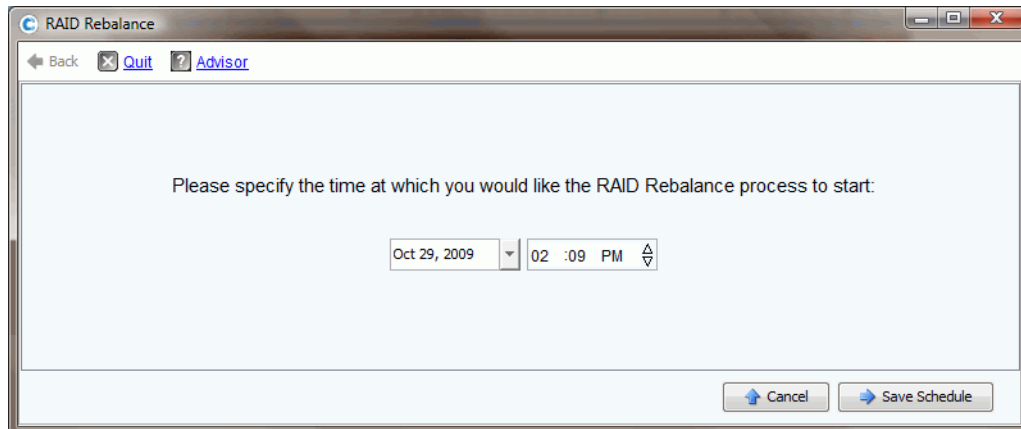 RAID Rebalance
Back Quit Advisor
Please specify the time at which you would like the RAID Rebalance process to start:
Oct 29, 2009 02 :09 PM
Cancel Save Schedule